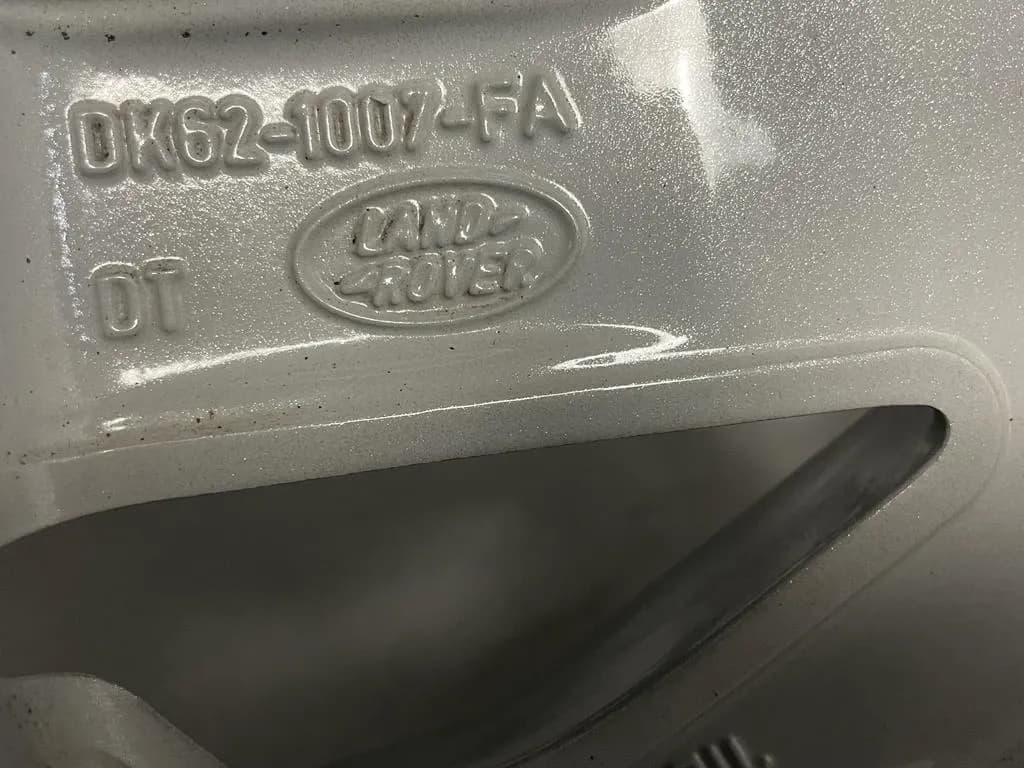 DK62-1007-FA
LAND-
-ROVER
DT